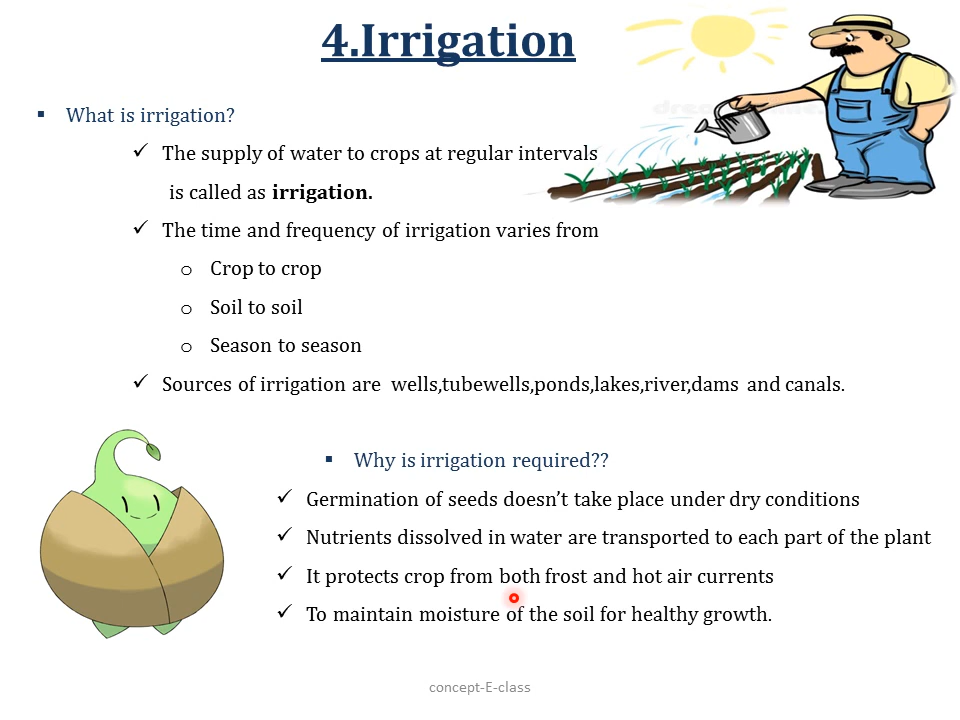 4.Irrigation
▪ What is irrigation?
✓ The supply of water to crops at regular intervals
is called as irrigation.
✓ The time and frequency of irrigation varies from
o Crop to crop
o Soil to soil
o Season to season
✓ Sources of irrigation are wells,tubewells,ponds,lakes,river,dams and canals.
▪ Why is irrigation required??
✓ Germination of seeds doesn’t take place under dry conditions
✓ Nutrients dissolved in water are transported to each part of the plant
✓ It protects crop from both frost and hot air currents
✓ To maintain moisture of the soil for healthy growth.
concept-E-class